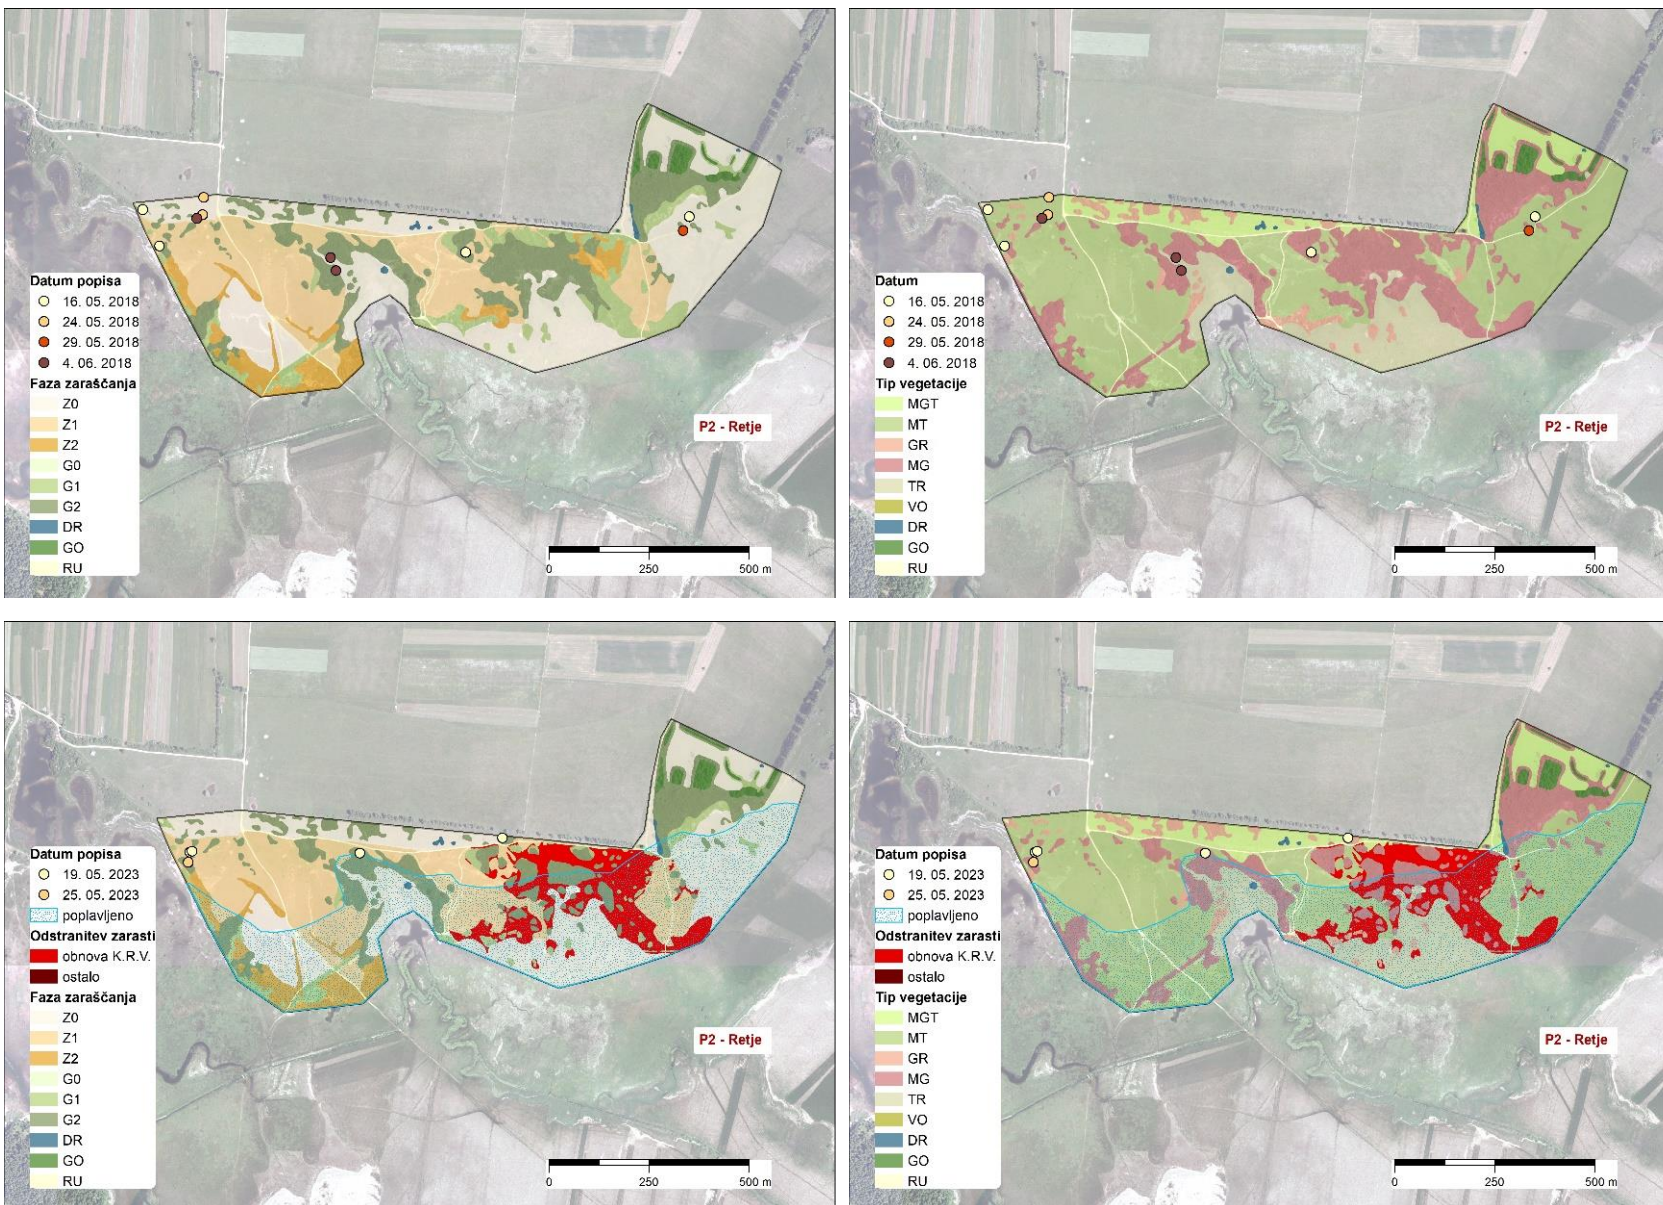 Datum popisa
16. 05. 2018
24. 05. 2018
29. 05. 2018
4. 06. 2018
Faza zaraščanja
Z0
Z1
Z2
G0
G1
G2
DR
GO
RU
P2 - Retje
0 250 500 m
Datum
16. 05. 2018
24. 05. 2018
29. 05. 2018
4. 06. 2018
Tip vegetacije
MGT
MT
GR
MG
TR
VO
DR
GO
RU
P2 - Retje
0 250 500 m
Datum popisa
19. 05. 2023
25. 05. 2023
poplavljeno
Odstranitev zarasti
obnova K.R.V.
ostalo
Faza zaraščanja
Z0
Z1
Z2
G0
G1
G2
DR
GO
RU
P2 - Retje
0 250 500 m
Datum popisa
19. 05. 2023
25. 05. 2023
poplavljeno
Odstranitev zarasti
obnova K.R.V.
ostalo
Tip vegetacije
MGT
MT
GR
MG
TR
VO
DR
GO
RU
P2 - Retje
0 250 500 m